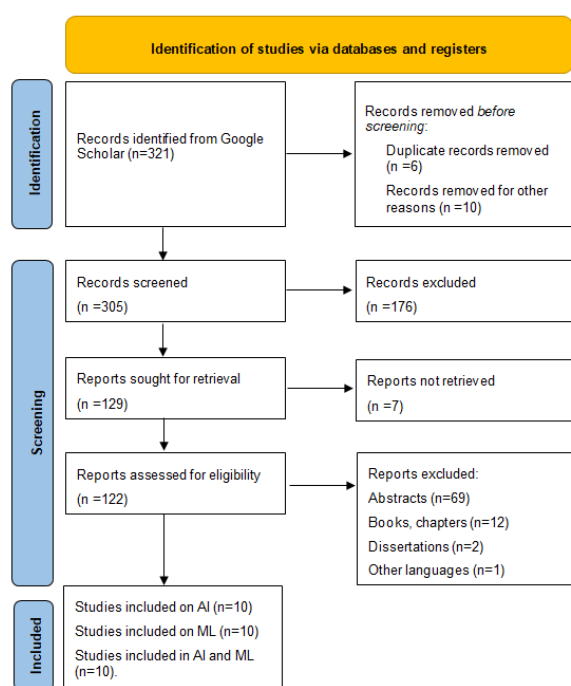 Identification of studies via databases and registers
Identification
Records identified from Google
Scholar (n=321)
Records removed before
screening:
Duplicate records removed
(n =6)
Records removed for other
reasons (n =10)
Screening
Records screened
(n =305)
Records excluded
(n =176)
Reports sought for retrieval
(n =129)
Reports not retrieved
(n =7)
Reports assessed for eligibility
(n =122)
Reports excluded:
Abstracts (n=69)
Books, chapters (n=12)
Dissertations (n=2)
Other languages (n=1)
Included
Studies included on AI (n=10)
Studies included on ML (n=10)
Studies included in AI and ML
(n=10).